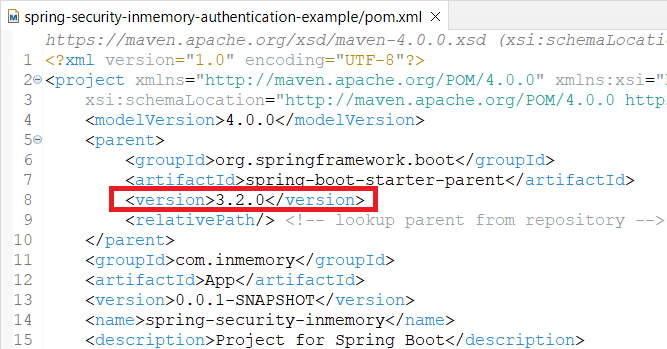 spring-security-inmemory-authentication-example/pom.xml
https://maven.apache.org/xsd/maven-4.0.0.xsd (xsi:schemaLocatio
1 <?xml version="1.0" encoding="UTF-8"?>
2 <project xmlns="http://maven.apache.org/POM/4.0.0" xmlns:xsi="
3 xsi:schemaLocation="http://maven.apache.org/POM/4.0.0 http
4 <modelVersion>4.0.0</modelVersion>
5 <parent>
6 <groupId>org.springframework.boot</groupId>
7 <artifactId>spring-boot-starter-parent</artifactId>
8 <version>3.2.0</version>
9 <relativePath/> <!-- lookup parent from repository -->
10 </parent>
11 <groupId>com.inmemory</groupId>
12 <artifactId>App</artifactId>
13 <version>0.0.1-SNAPSHOT</version>
14 <name>spring-security-inmemory</name>
15 <description>Project for Spring Boot</description>